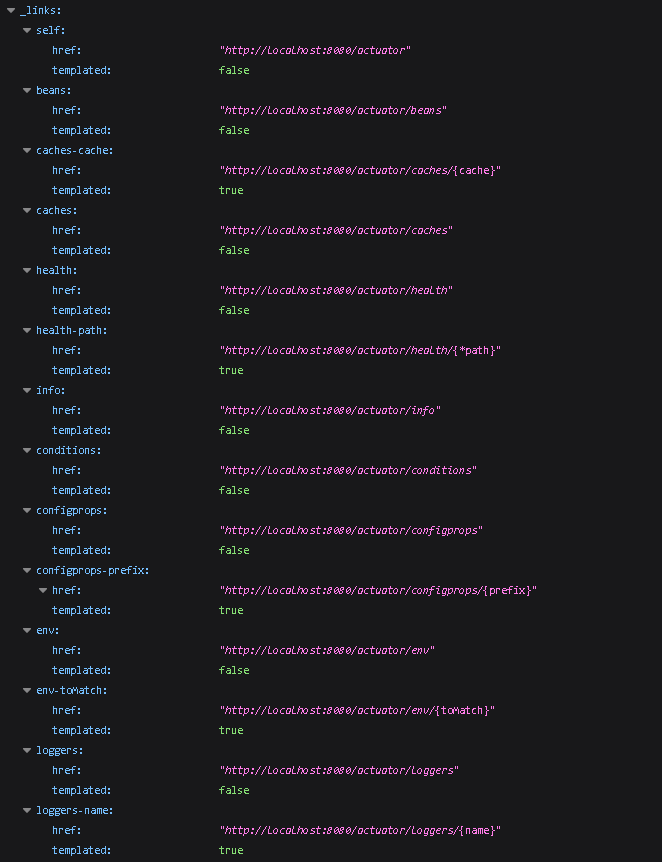 _links:
self:
href: "http://localhost:8080/actuator"
templated: false
beans:
href: "http://localhost:8080/actuator/beans"
templated: false
caches-cache:
href: "http://localhost:8080/actuator/caches/{cache}"
templated: true
caches:
href: "http://localhost:8080/actuator/caches"
templated: false
health:
href: "http://localhost:8080/actuator/health"
templated: false
health-path:
href: "http://localhost:8080/actuator/health/{*path}"
templated: true
info:
href: "http://localhost:8080/actuator/info"
templated: false
conditions:
href: "http://localhost:8080/actuator/conditions"
templated: false
configprops:
href: "http://localhost:8080/actuator/configprops"
templated: false
configprops-prefix:
href: "http://localhost:8080/actuator/configprops/{prefix}"
templated: true
env:
href: "http://localhost:8080/actuator/env"
templated: false
env-toMatch:
href: "http://localhost:8080/actuator/env/{toMatch}"
templated: true
loggers:
href: "http://localhost:8080/actuator/loggers"
templated: false
loggers-name:
href: "http://localhost:8080/actuator/loggers/{name}"
templated: true